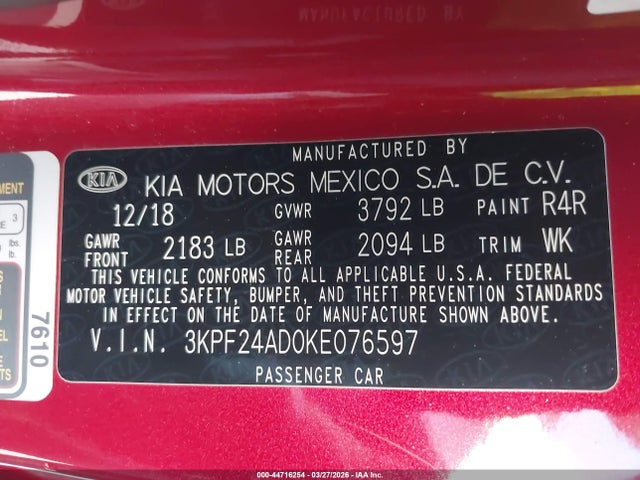 MANUFACTURED BY
KIA KIA MOTORS MEXICO S.A. DE C.V.
12/18 GVWR 3792 LB PAINT R4R
GAWR FRONT 2183 LB GAWR REAR 2094 LB TRIM WK
THIS VEHICLE CONFORMS TO ALL APPLICABLE U.S.A. FEDERAL
MOTOR VEHICLE SAFETY, BUMPER, AND THEFT PREVENTION STANDARDS
IN EFFECT ON THE DATE OF MANUFACTURE SHOWN ABOVE.
V.I.N. 3KPF24AD0KE076597
PASSENGER CAR
7610
3
lbs.
lb.
000-44716254 - 03/27/2026 - IAA, Inc.